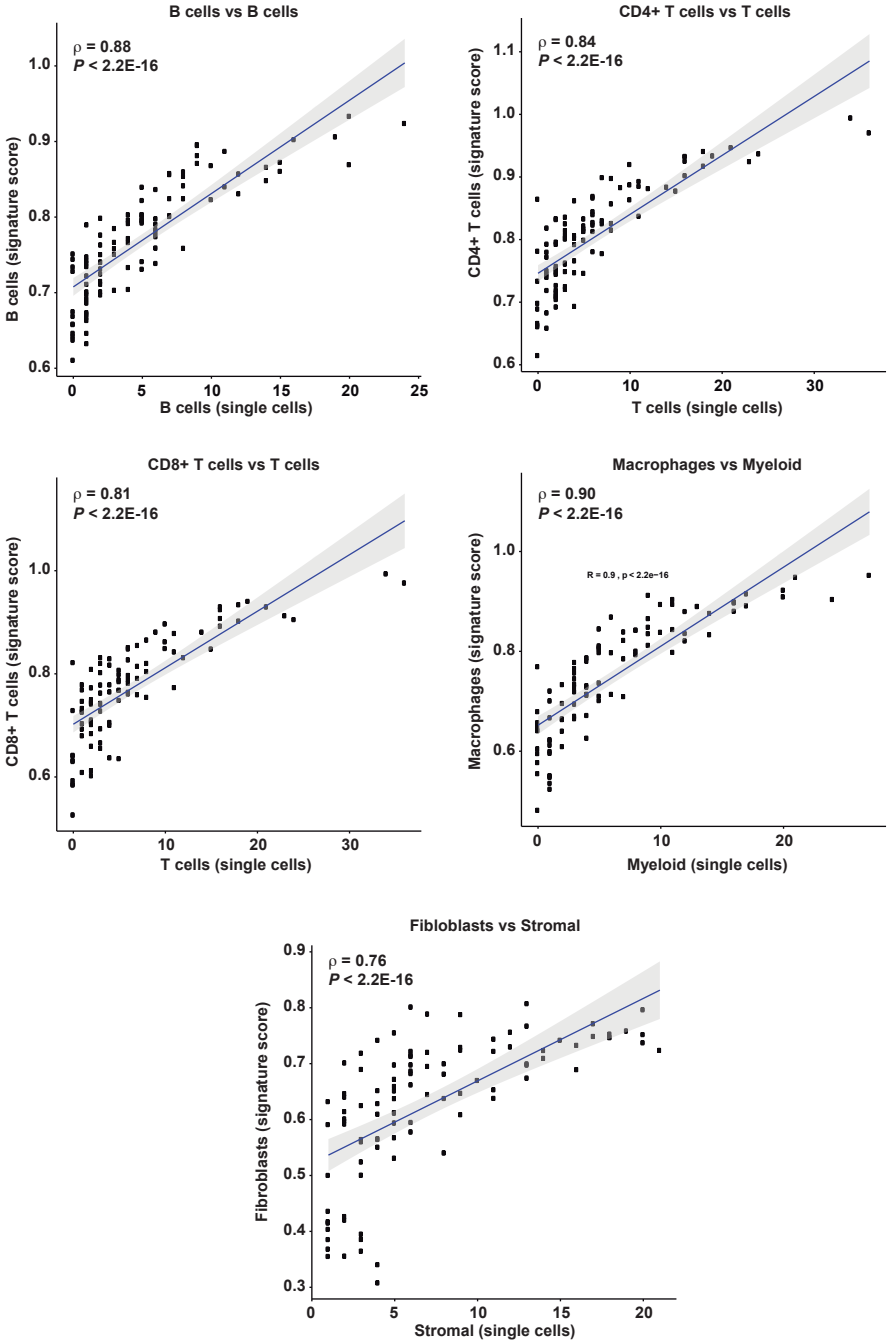 B cells vs B cells
ρ = 0.88
P < 2.2E-16
B cells (signature score)
1.0
0.9
0.8
0.7
0.6
0 5 10 15 20 25
B cells (single cells)
CD4+ T cells vs T cells
ρ = 0.84
P < 2.2E-16
CD4+ T cells (signature score)
1.1
1.0
0.9
0.8
0.7
0.6
0 10 20 30
T cells (single cells)
CD8+ T cells vs T cells
ρ = 0.81
P < 2.2E-16
CD8+ T cells (signature score)
1.0
0.8
0.6
0 10 20 30
T cells (single cells)
Macrophages vs Myeloid
ρ = 0.90
P < 2.2E-16
R = 0.9 , p < 2.2e−16
Macrophages (signature score)
1.0
0.8
0.6
0 10 20
Myeloid (single cells)
Fibloblasts vs Stromal
ρ = 0.76
P < 2.2E-16
Fibroblasts (signature score)
0.9
0.8
0.7
0.6
0.5
0.4
0.3
0 5 10 15 20
Stromal (single cells)